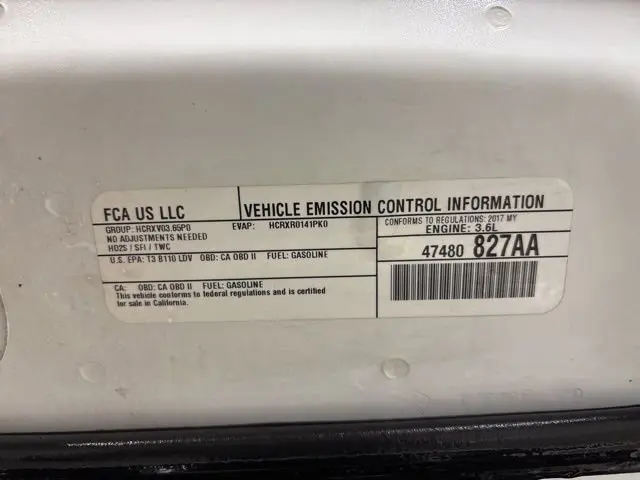 FCA US LLC
VEHICLE EMISSION CONTROL INFORMATION
GROUP: HCRXV03.65P0 EVAP: HCRXR0141PK0
NO ADJUSTMENTS NEEDED
HO2S / SFI / TWC
U.S. EPA: T3 B110 LDV OBD: CA OBD II FUEL: GASOLINE
CA: OBD: CA OBD II FUEL: GASOLINE
This vehicle conforms to federal regulations and is certified
for sale in California.
CONFORMS TO REGULATIONS: 2017 MY
ENGINE: 3.6L
47480 827AA